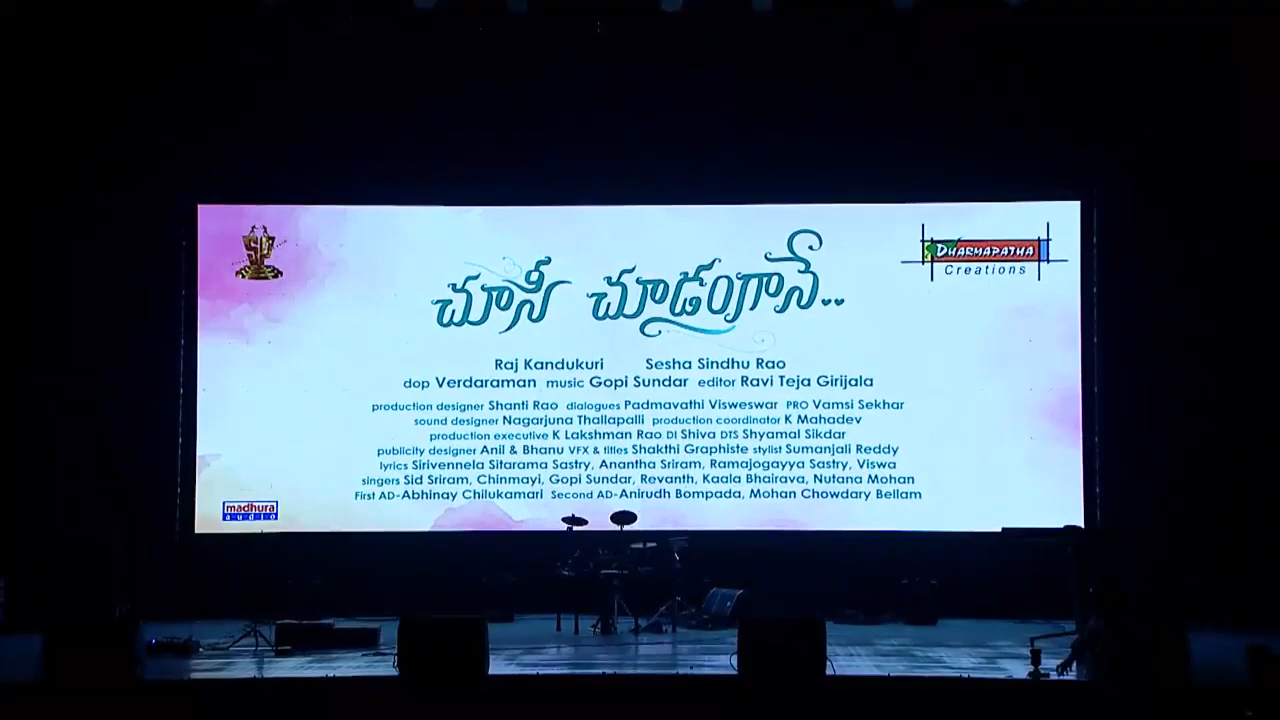 SP
DHARMAPATHA
Creations
చూసీ చూడంగానే..
Raj Kandukuri Sesha Sindhu Rao
dop Verdaraman music Gopi Sundar editor Ravi Teja Girijala
production designer Shanti Rao dialogues Padmavathi Visweswar PRO Vamsi Sekhar
sound designer Nagarjuna Thallapalli production coordinator K Mahadev
production executive K Lakshman Rao DI Shiva DTS Shyamal Sikdar
publicity designer Anil & Bhanu VFX & titles Shakthi Graphiste stylist Sumanjali Reddy
lyrics Sirivennela Sitarama Sastry, Anantha Sriram, Ramajogayya Sastry, Viswa
singers Sid Sriram, Chinmayi, Gopi Sundar, Revanth, Kaala Bhairava, Nutana Mohan
First AD-Abhinay Chilukamari Second AD-Anirudh Bompada, Mohan Chowdary Bellam
madhura
audio